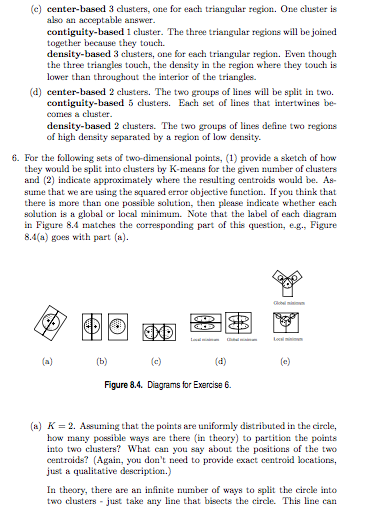 (c) center-based 3 clusters, one for each triangular region. One cluster is
also an acceptable answer.
contiguity-based 1 cluster. The three triangular regions will be joined
together because they touch.
density-based 3 clusters, one for each triangular region. Even though
the three triangles touch, the density in the region where they touch is
lower than throughout the interior of the triangles.
(d) center-based 2 clusters. The two groups of lines will be split in two.
contiguity-based 5 clusters. Each set of lines that intertwines be-
comes a cluster.
density-based 2 clusters. The two groups of lines define two regions
of high density separated by a region of low density.
6. For the following sets of two-dimensional points, (1) provide a sketch of how
they would be split into clusters by K-means for the given number of clusters
and (2) indicate approximately where the resulting centroids would be. As-
sume that we are using the squared error objective function. If you think that
there is more than one possible solution, then please indicate whether each
solution is a global or local minimum. Note that the label of each diagram
in Figure 8.4 matches the corresponding part of this question, e.g., Figure
8.4(a) goes with part (a).
Global minimum
Local minimum Global minimum Local minimum
(a) (b) (c) (d) (e)
Figure 8.4. Diagrams for Exercise 6.
(a) K = 2. Assuming that the points are uniformly distributed in the circle,
how many possible ways are there (in theory) to partition the points
into two clusters? What can you say about the positions of the two
centroids? (Again, you don't need to provide exact centroid locations,
just a qualitative description.)
In theory, there are an infinite number of ways to split the circle into
two clusters - just take any line that bisects the circle. This line can